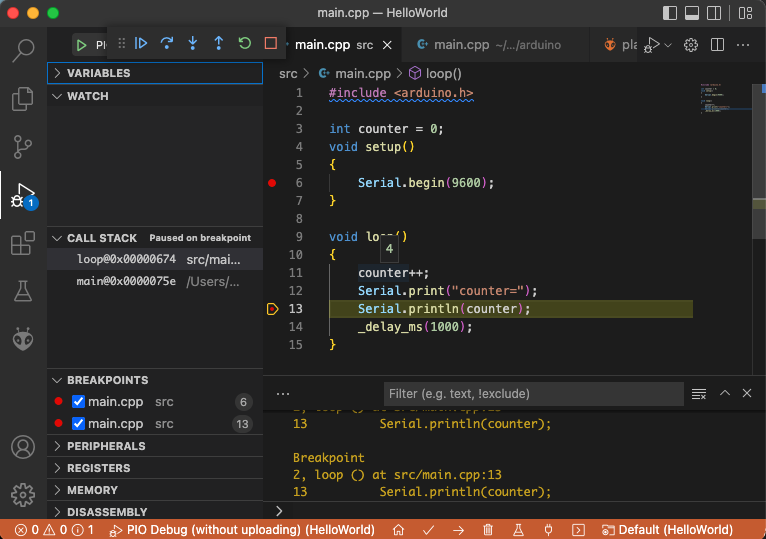 main.cpp — HelloWorld
main.cpp src
main.cpp ~/.../arduino
src > main.cpp > loop()
VARIABLES
WATCH
CALL STACK Paused on breakpoint
loop@0x00000674 src/mai...
main@0x0000075e /Users/...
BREAKPOINTS
main.cpp src 6
main.cpp src 13
PERIPHERALS
REGISTERS
MEMORY
DISASSEMBLY
1
1 #include <arduino.h>
2
3 int counter = 0;
4 void setup()
5 {
6 Serial.begin(9600);
7 }
8
9 void loop()
4
10 {
11 counter++;
12 Serial.print("counter=");
13 Serial.println(counter);
14 _delay_ms(1000);
15 }
Filter (e.g. text, !exclude)
2, loop () at src/main.cpp:13
13 Serial.println(counter);
Breakpoint
2, loop () at src/main.cpp:13
13 Serial.println(counter);
>
0 0 1 PIO Debug (without uploading) (HelloWorld) Default (HelloWorld)